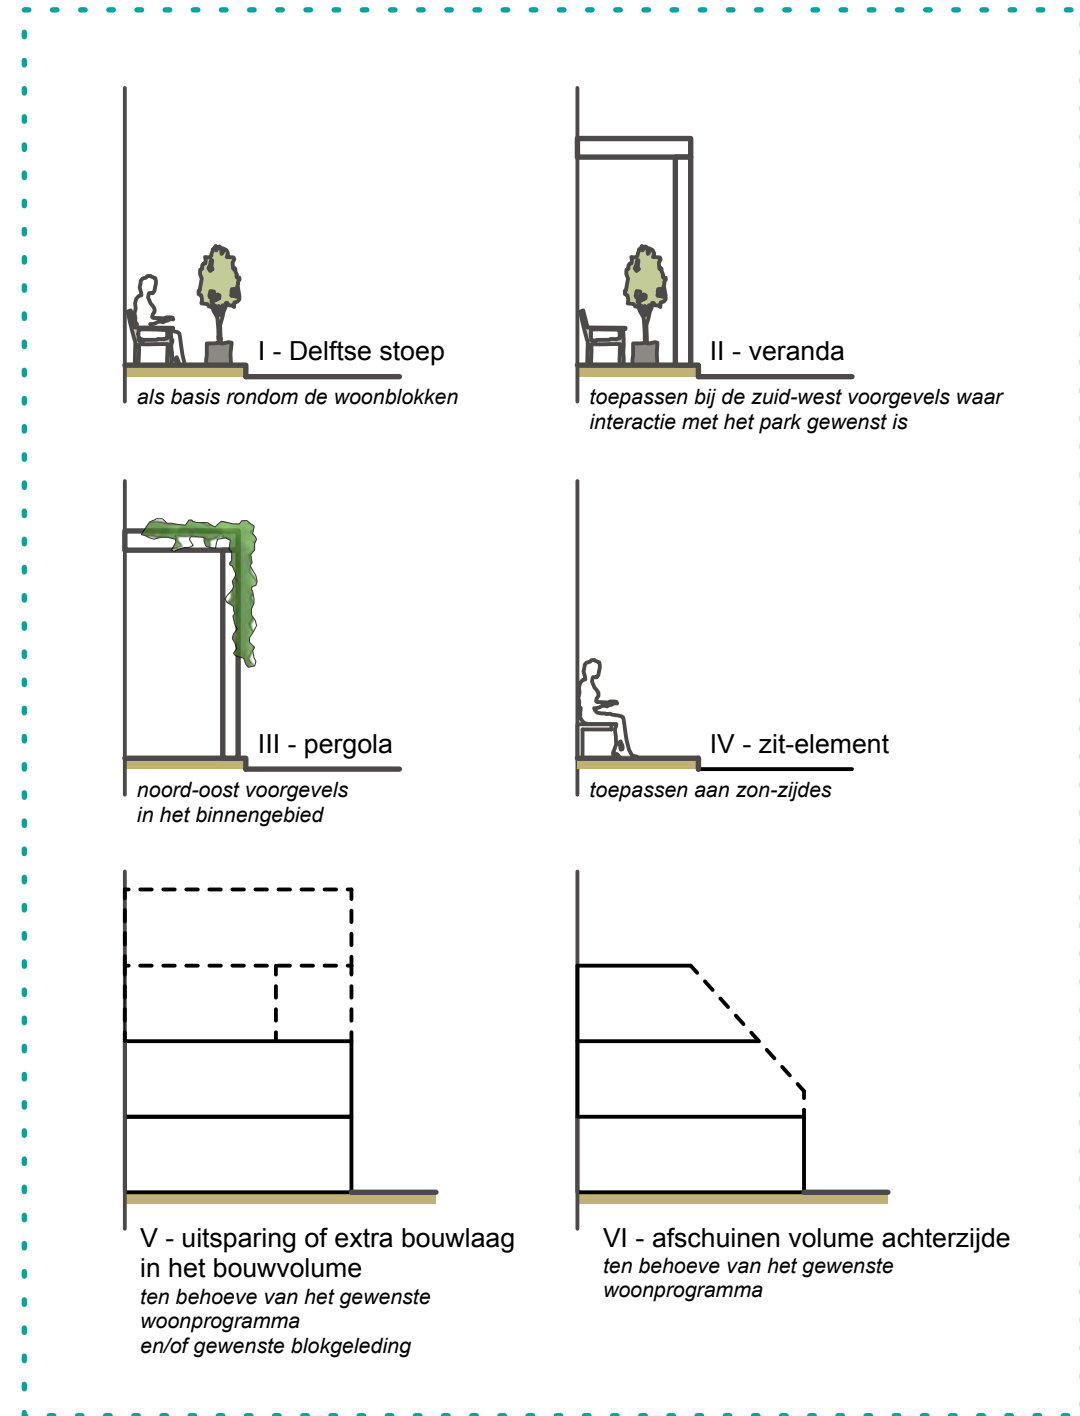 I - Delftse stoep
als basis rondom de woonblokken
II - veranda
toepassen bij de zuid-west voorgevels waar
interactie met het park gewenst is
III - pergola
noord-oost voorgevels
in het binnengebied
IV - zit-element
toepassen aan zon-zijdes
V - uitsparing of extra bouwlaag
in het bouwvolume
ten behoeve van het gewenste
woonprogramma
en/of gewenste blokgeleding
VI - afschuinen volume achterzijde
ten behoeve van het gewenste
woonprogramma